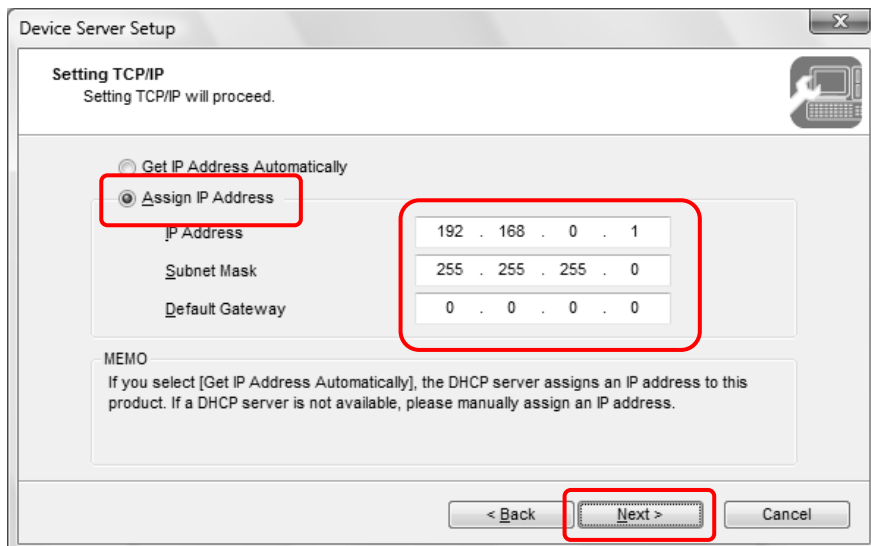 Device Server Setup
Setting TCP/IP
Setting TCP/IP will proceed.
Get IP Address Automatically
Assign IP Address
IP Address 192 . 168 . 0 . 1
Subnet Mask 255 . 255 . 255 . 0
Default Gateway 0 . 0 . 0 . 0
MEMO
If you select [Get IP Address Automatically], the DHCP server assigns an IP address to this
product. If a DHCP server is not available, please manually assign an IP address.
< Back Next > Cancel